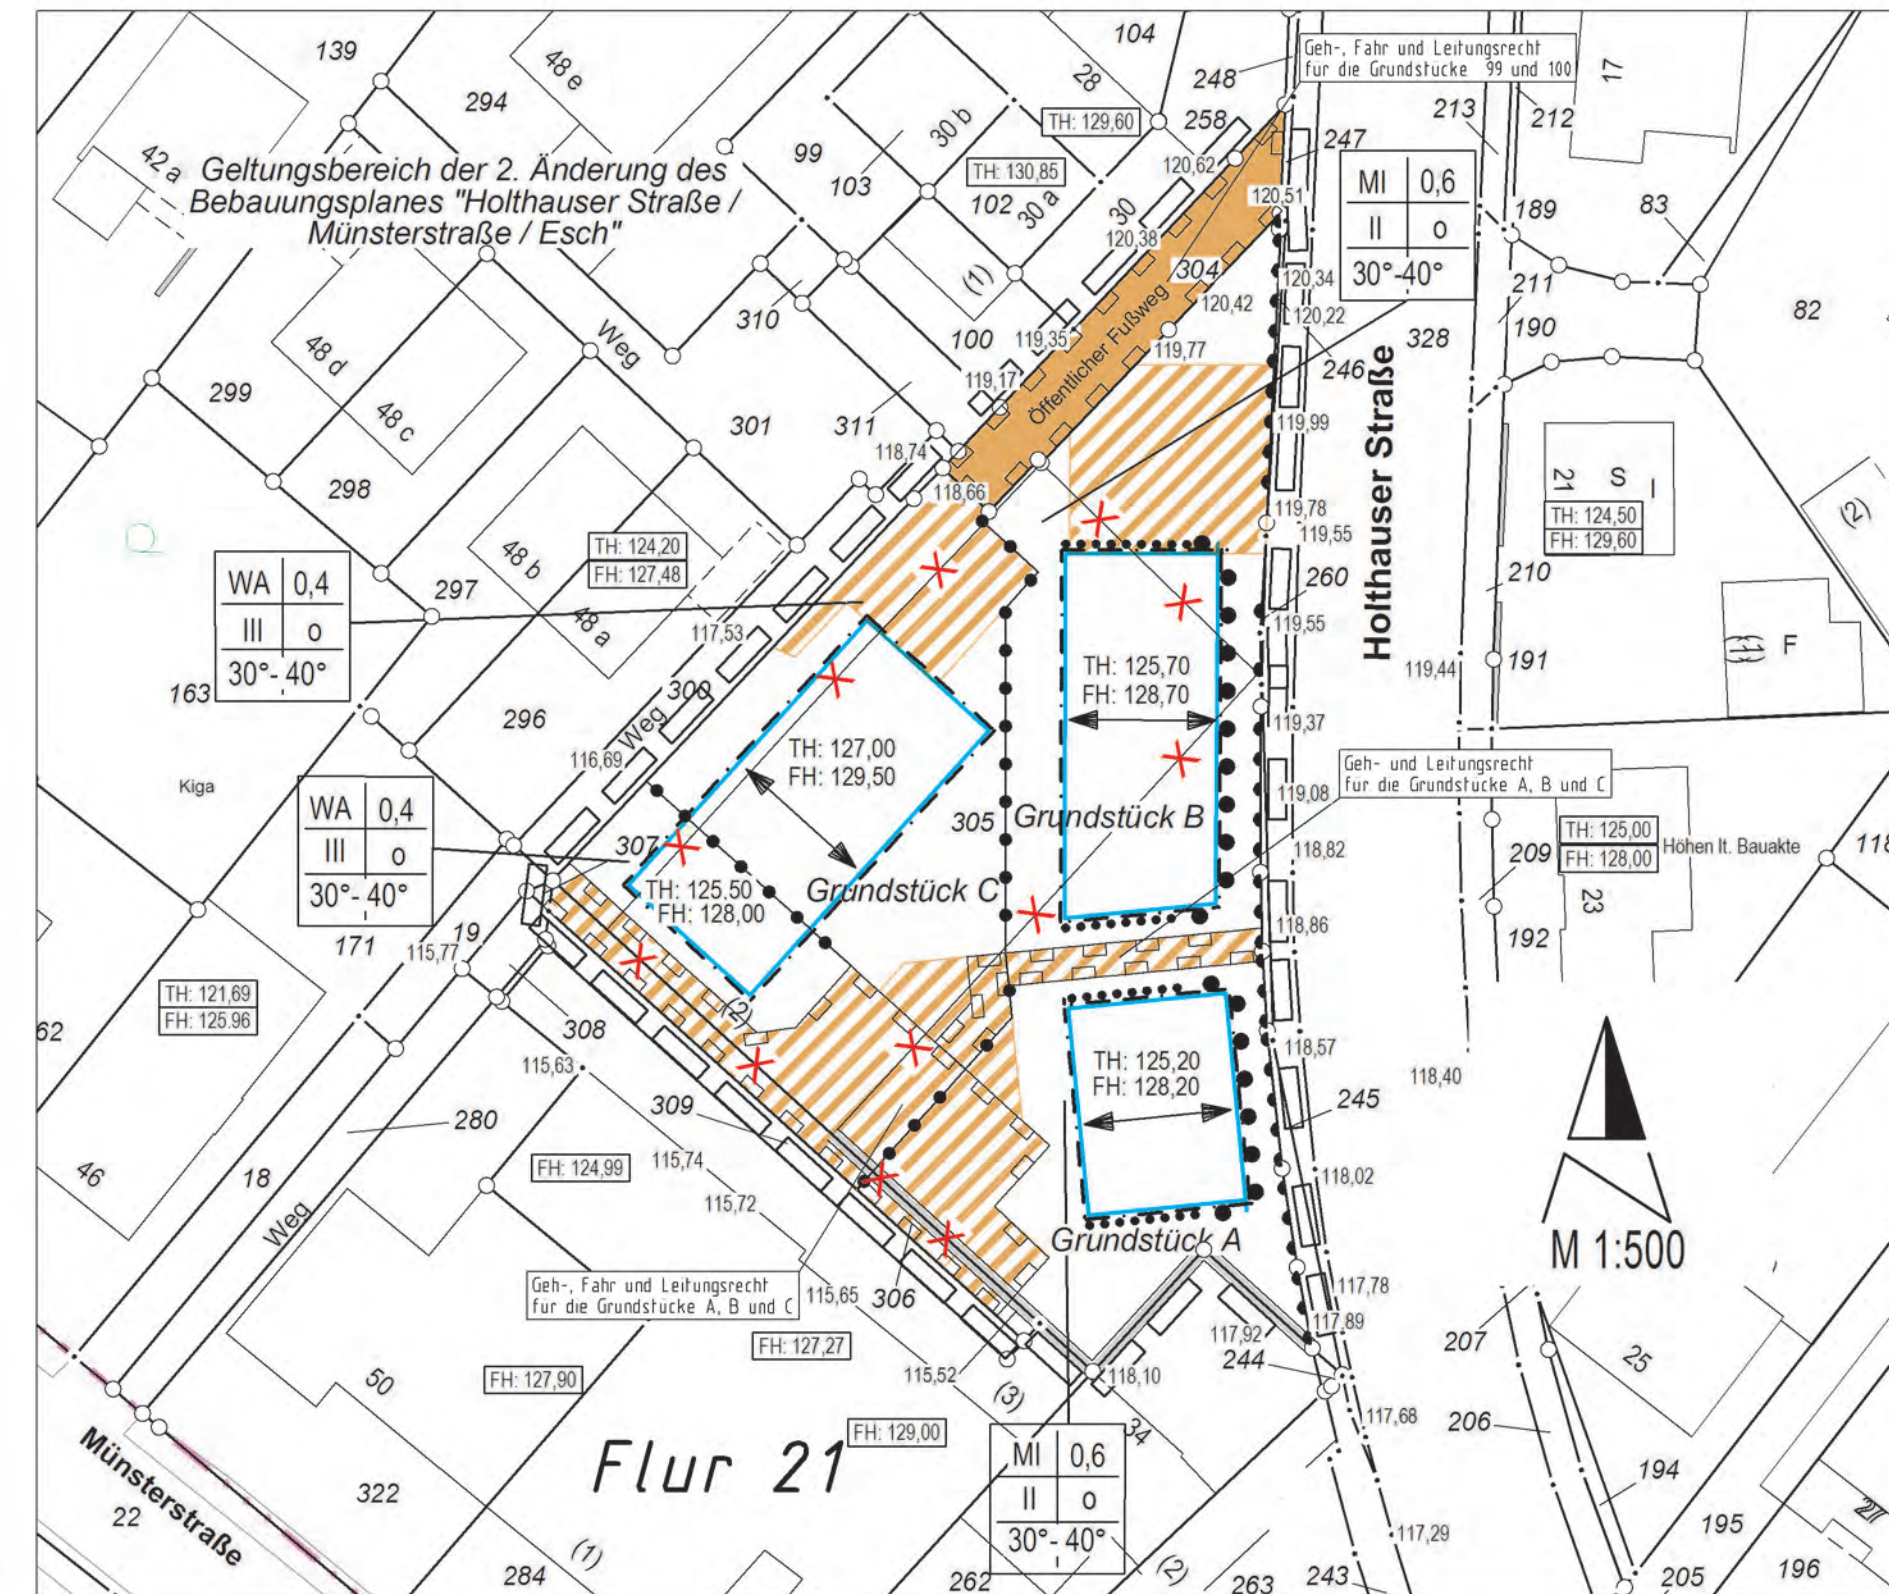 139
294
48 e
104
28
248
Geh-, Fahr und Leitungsrecht
für die Grundstücke 99 und 100
17
213
212
42 a
Geltungsbereich der 2. Änderung des
Bebauungsplanes "Holthauser Straße /
Münsterstraße / Esch"
99
30 b
103
TH: 129,60
258
247
TH: 130,85
102
30 a
30
120,62
120,51
120,38
MI 0,6
II o
30°-40°
189
83
(1)
304
120,34
120,42
120,22
211
190
82
48 d
Weg
310
100
119,35
Öffentlicher Fußweg
119,77
328
246
299
48 c
119,17
301
311
119,99
Holthauser Straße
118,74
298
118,66
119,78
119,55
21
S
I
TH: 124,50
FH: 129,60
(2)
48 b
TH: 124,20
FH: 127,48
WA 0,4
III o
30°- 40°
297
48 a
117,53
260
119,55
210
163
300
296
Weg
116,69
TH: 125,70
FH: 128,70
119,44
191
(1)
F
119,37
TH: 127,00
FH: 129,50
Geh- und Leitungsrecht
für die Grundstücke A, B und C
Kiga
WA 0,4
III o
30°- 40°
307
305
Grundstück B
119,08
118,82
TH: 125,00
FH: 128,00
Höhen lt. Bauakte
209
118
TH: 125.50
FH: 128,00
Grundstück C
23
171
19
115,77
118,86
192
TH: 121,69
FH: 125.96
62
(2)
308
115,63
118,57
118,40
TH: 125,20
FH: 128,20
280
309
245
46
18
FH: 124,99
115,74
115,72
118,02
Weg
Grundstück A
M 1:500
Geh-, Fahr und Leitungsrecht
für die Grundstücke A, B und C
115,65
306
117,78
117,89
FH: 127,27
117,92
244
207
25
50
FH: 127,90
115,52
(3)
118,10
117,68
206
Münsterstraße
Flur 21
FH: 129,00
MI 0,6
II o
30°- 40°
34
194
322
22
117,29
195
27
(1)
284
262
(2)
263
243
205
196